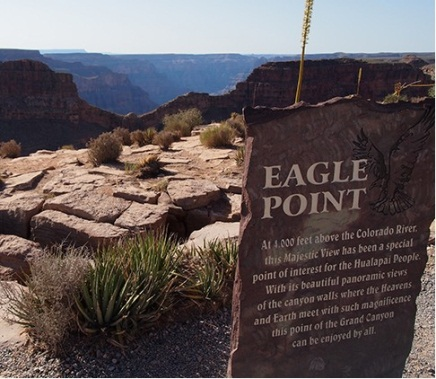 EAGLE
POINT
At 4,000 feet above the Colorado River,
this Majestic View has been a special
point of interest for the Hualapai People.
With its beautiful panoramic views
of the canyon walls where the Heavens
and Earth meet with such magnificence
this point of the Grand Canyon
can be enjoyed by all.